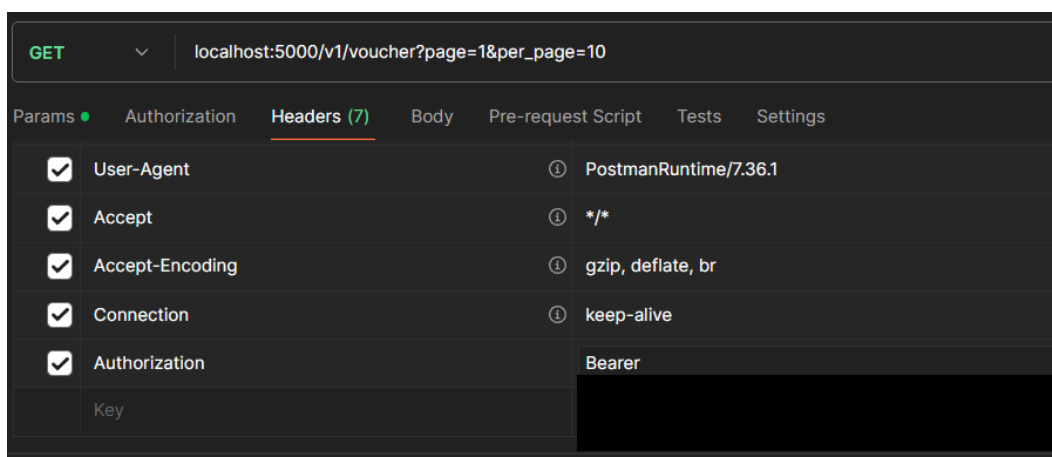 GET localhost:5000/v1/voucher?page=1&per_page=10
Params Authorization Headers (7) Body Pre-request Script Tests Settings
User-Agent PostmanRuntime/7.36.1
Accept */*
Accept-Encoding gzip, deflate, br
Connection keep-alive
Authorization Bearer
Key